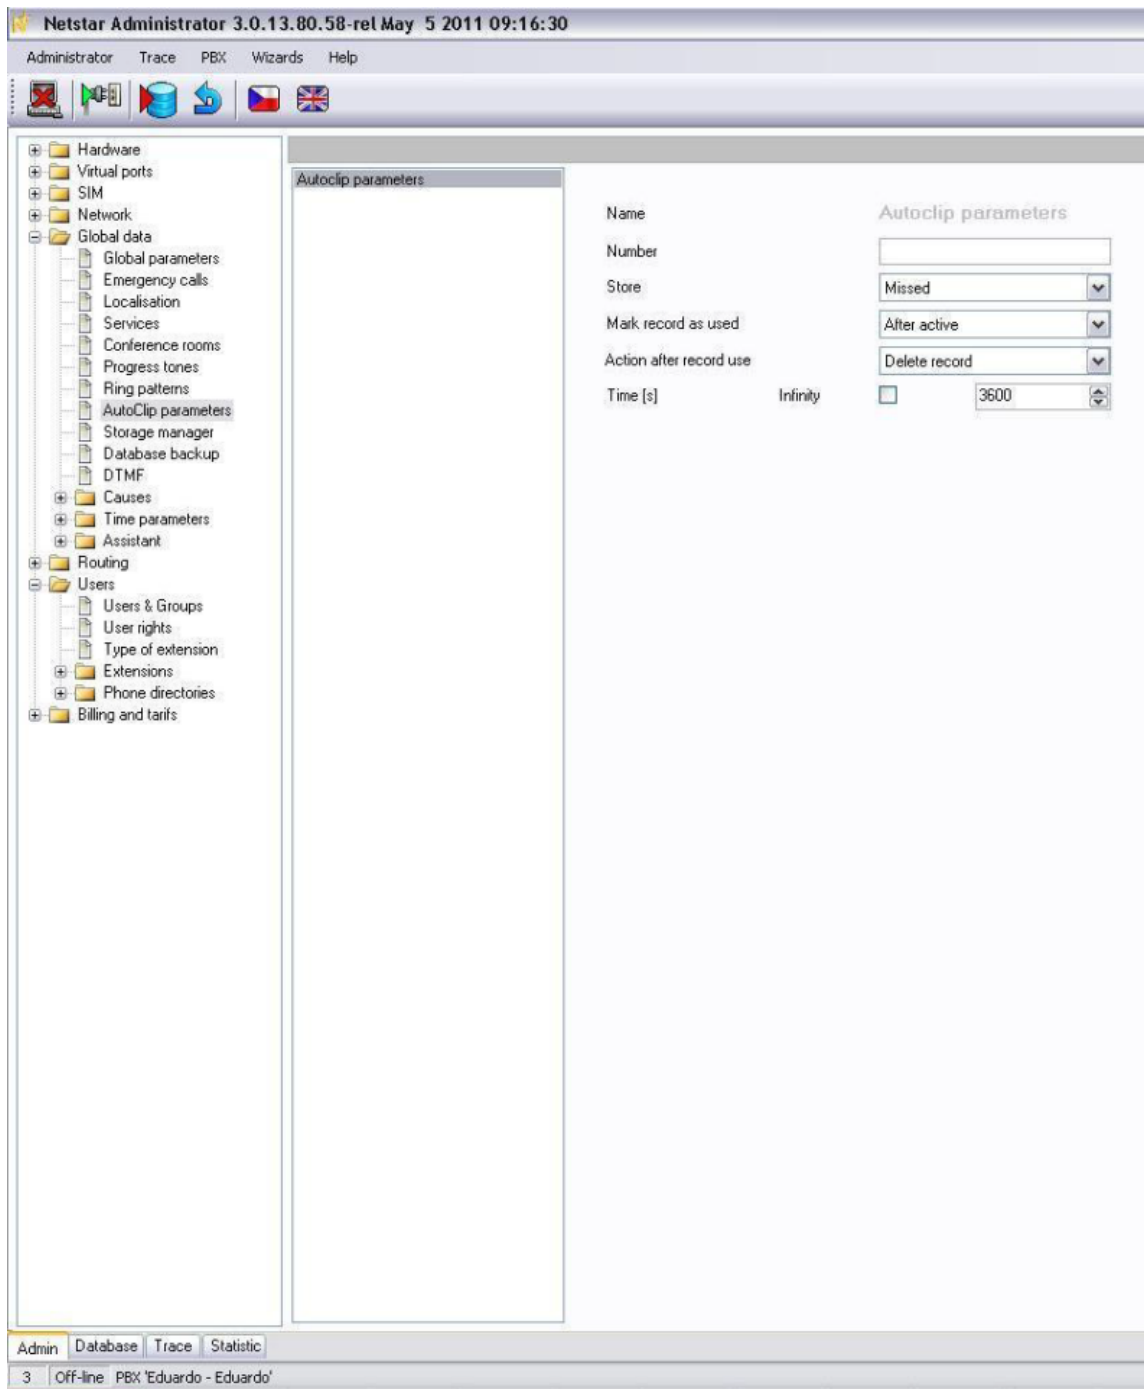 Netstar Administrator 3.0.13.80.58-rel May  5 2011 09:16:30
Administrator Trace PBX Wizards Help
Hardware
Virtual ports
SIM
Network
Global data
Global parameters
Emergency calls
Localisation
Services
Conference rooms
Progress tones
Ring patterns
AutoClip parameters
Storage manager
Database backup
DTMF
Causes
Time parameters
Assistant
Routing
Users
Users & Groups
User rights
Type of extension
Extensions
Phone directories
Billing and tarifs
Autoclip parameters
Name Autoclip parameters
Number
Store Missed
Mark record as used After active
Action after record use Delete record
Time [s] Infinity 3600
Admin Database Trace Statistic
3 Off-line PBX 'Eduardo - Eduardo'